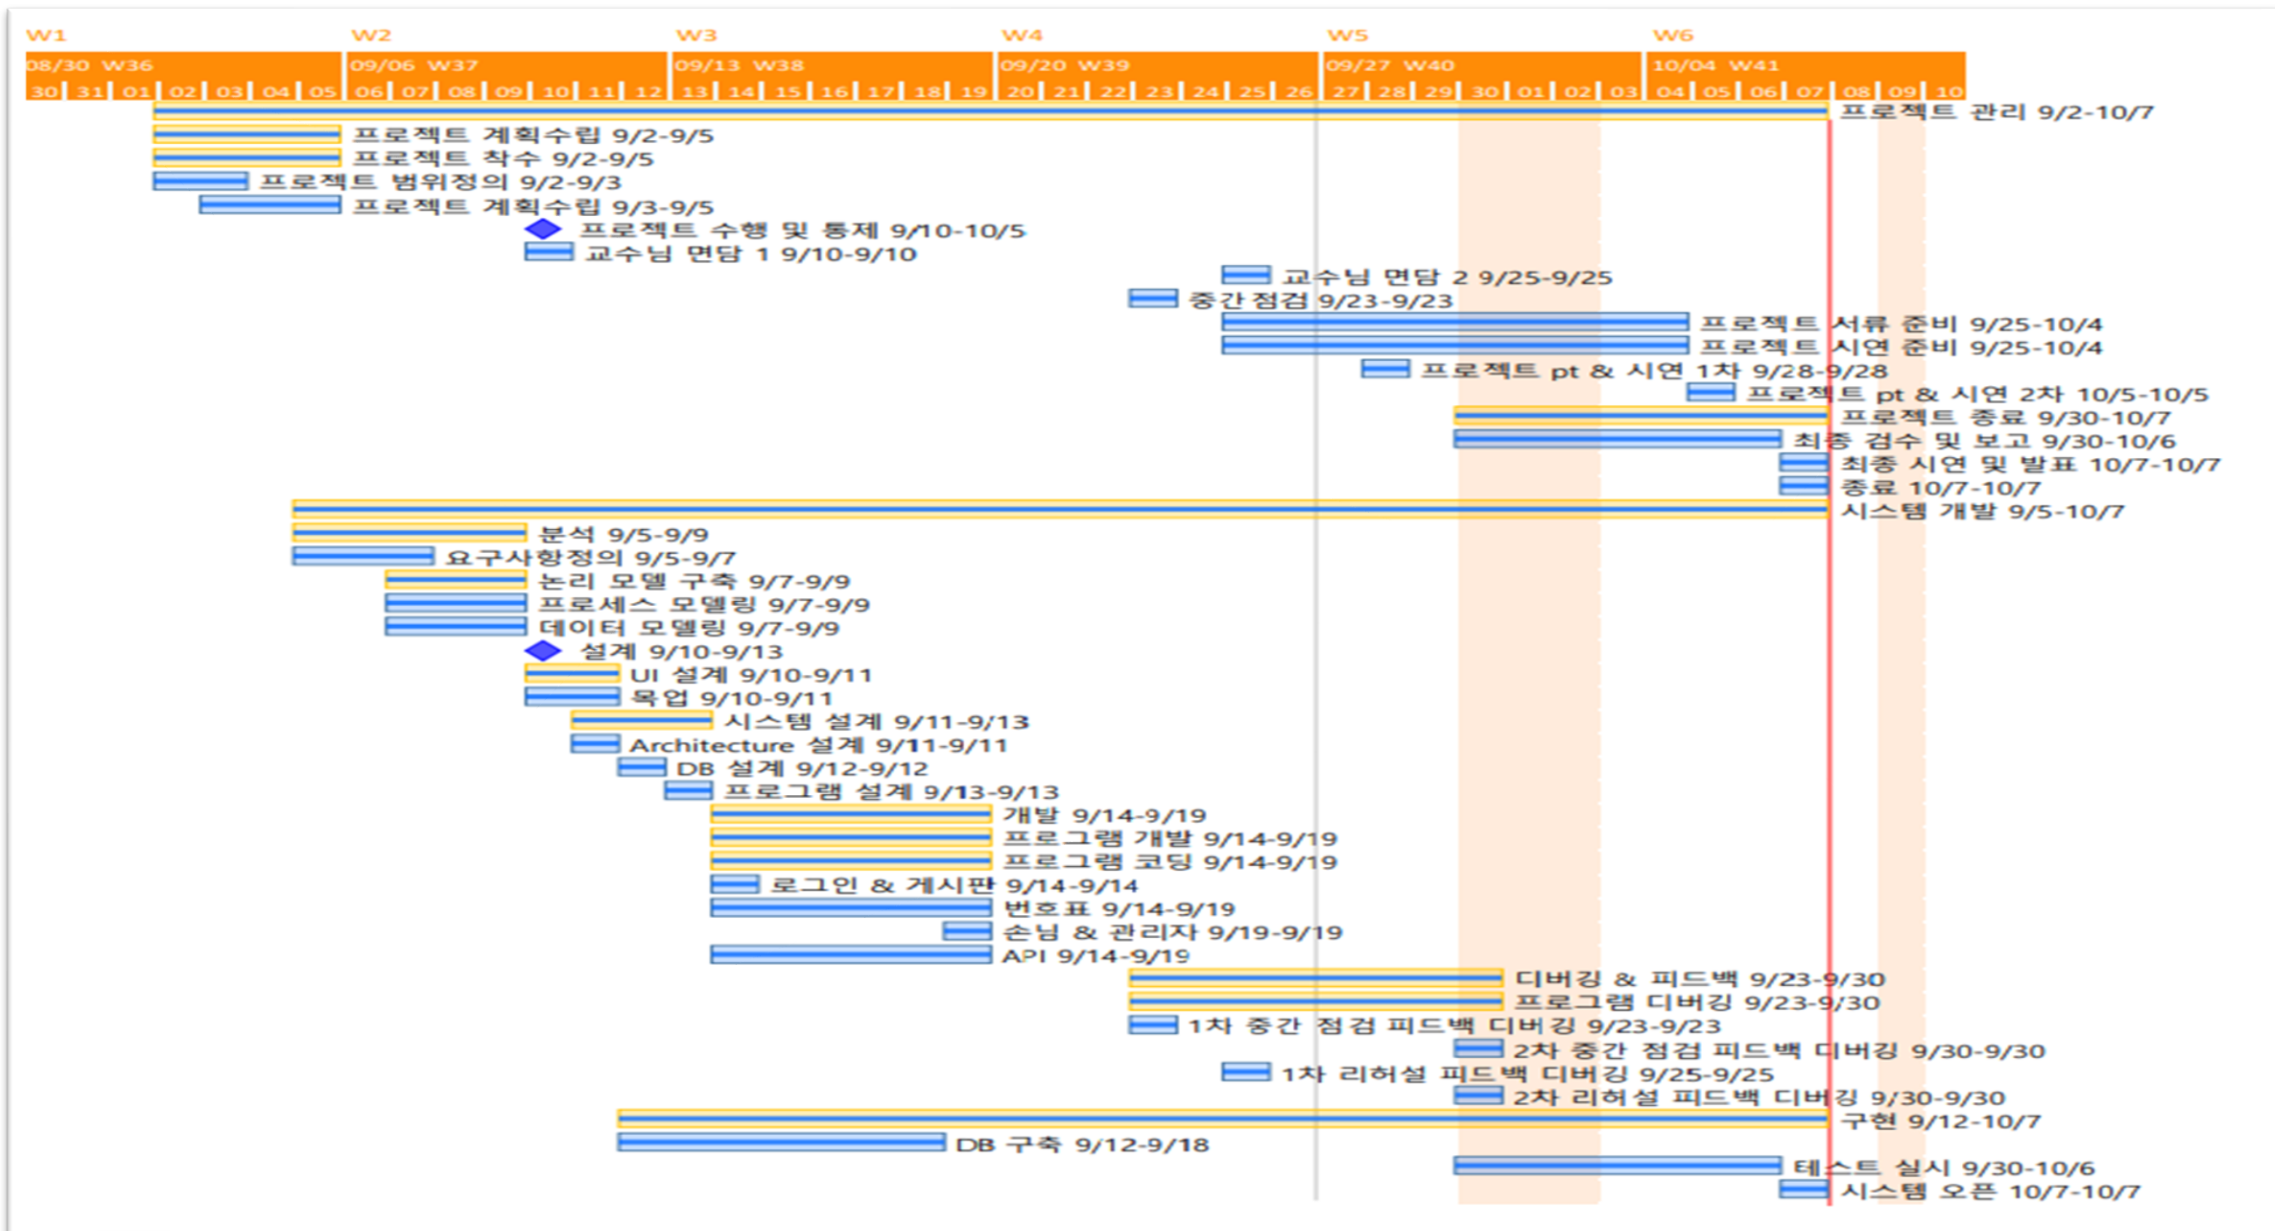 W1 W2 W3 W4 W5 W6
08/30 W36 09/06 W37 09/13 W38 09/20 W39 09/27 W40 10/04 W41
30 31 01 02 03 04 05 06 07 08 09 10 11 12 13 14 15 16 17 18 19 20 21 22 23 24 25 26 27 28 29 30 01 02 03 04 05 06 07 08 09 10
프로젝트 관리 9/2-10/7
프로젝트 계획수립 9/2-9/5
프로젝트 착수 9/2-9/5
프로젝트 범위정의 9/2-9/3
프로젝트 계획수립 9/3-9/5
프로젝트 수행 및 통제 9/10-10/5
교수님 면담 1 9/10-9/10
교수님 면담 2 9/25-9/25
중간 점검 9/23-9/23
프로젝트 서류 준비 9/25-10/4
프로젝트 시연 준비 9/25-10/4
프로젝트 pt & 시연 1차 9/28-9/28
프로젝트 pt & 시연 2차 10/5-10/5
프로젝트 종료 9/30-10/7
최종 검수 및 보고 9/30-10/6
최종 시연 및 발표 10/7-10/7
종료 10/7-10/7
시스템 개발 9/5-10/7
분석 9/5-9/9
요구사항정의 9/5-9/7
논리 모델 구축 9/7-9/9
프로세스 모델링 9/7-9/9
데이터 모델링 9/7-9/9
설계 9/10-9/13
UI 설계 9/10-9/11
목업 9/10-9/11
시스템 설계 9/11-9/13
Architecture 설계 9/11-9/11
DB 설계 9/12-9/12
프로그램 설계 9/13-9/13
개발 9/14-9/19
프로그램 개발 9/14-9/19
프로그램 코딩 9/14-9/19
로그인 & 게시판 9/14-9/14
번호표 9/14-9/19
손님 & 관리자 9/19-9/19
API 9/14-9/19
디버깅 & 피드백 9/23-9/30
프로그램 디버깅 9/23-9/30
1차 중간 점검 피드백 디버깅 9/23-9/23
2차 중간 점검 피드백 디버깅 9/30-9/30
1차 리허설 피드백 디버깅 9/25-9/25
2차 리허설 피드백 디버깅 9/30-9/30
구현 9/12-10/7
DB 구축 9/12-9/18
테스트 실시 9/30-10/6
시스템 오픈 10/7-10/7